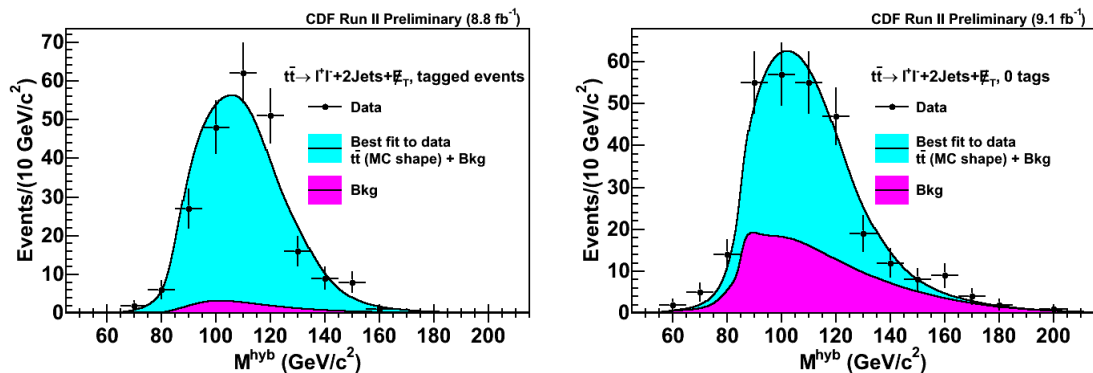 CDF Run II Preliminary (8.8 fb⁻¹)
Events/(10 GeV/c²)
70
60
50
40
30
20
10
0
tt̄→ l⁺l⁻+2Jets+E̸_T, tagged events
Data
Best fit to data
tt̄ (MC shape) + Bkg
Bkg
60 80 100 120 140 160 180 200
M^hyb (GeV/c²)
CDF Run II Preliminary (9.1 fb⁻¹)
Events/(10 GeV/c²)
60
50
40
30
20
10
0
tt̄→ l⁺l⁻+2Jets+E̸_T, 0 tags
Data
Best fit to data
tt̄ (MC shape) + Bkg
Bkg
60 80 100 120 140 160 180 200
M^hyb (GeV/c²)